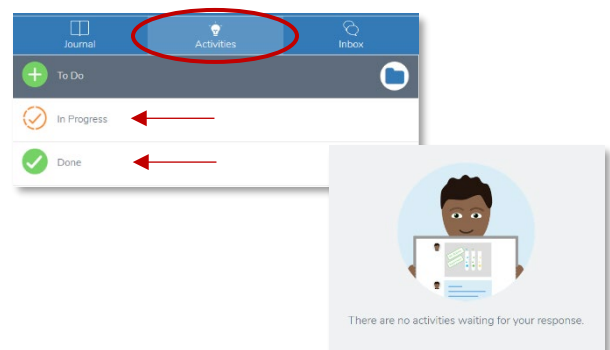 Journal
Activities
Inbox
To Do
In Progress
Done
There are no activities waiting for your response.